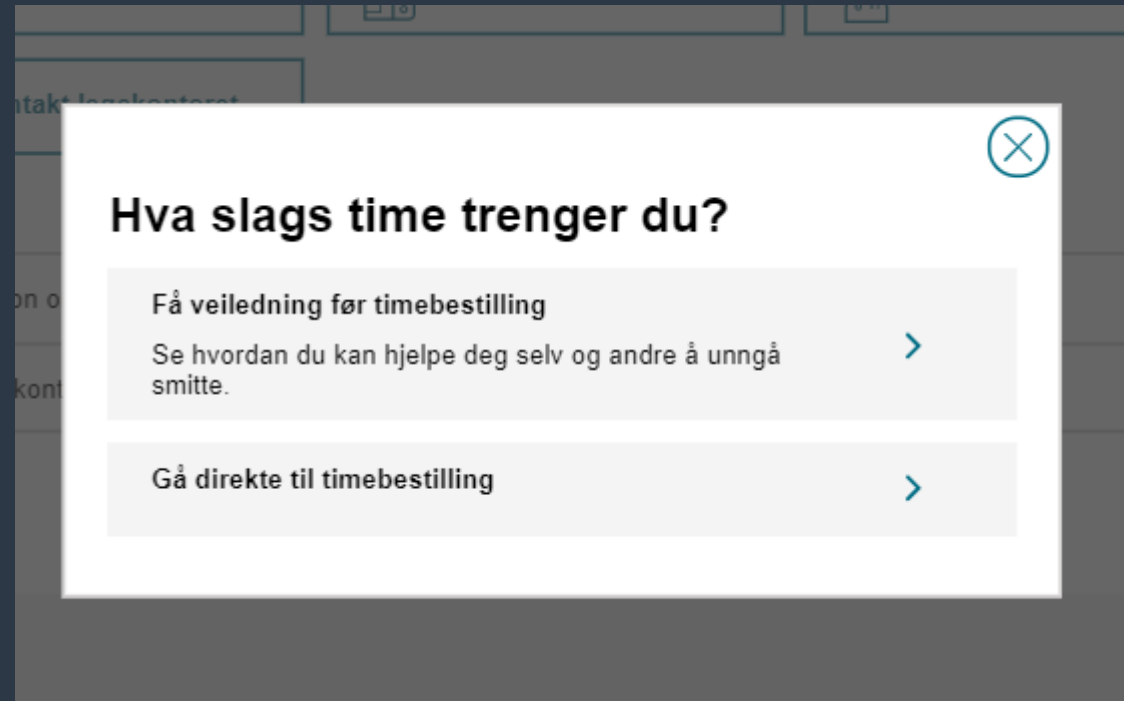 Hva slags time trenger du?
Få veiledning før timebestilling
Se hvordan du kan hjelpe deg selv og andre å unngå
smitte.
Gå direkte til timebestilling